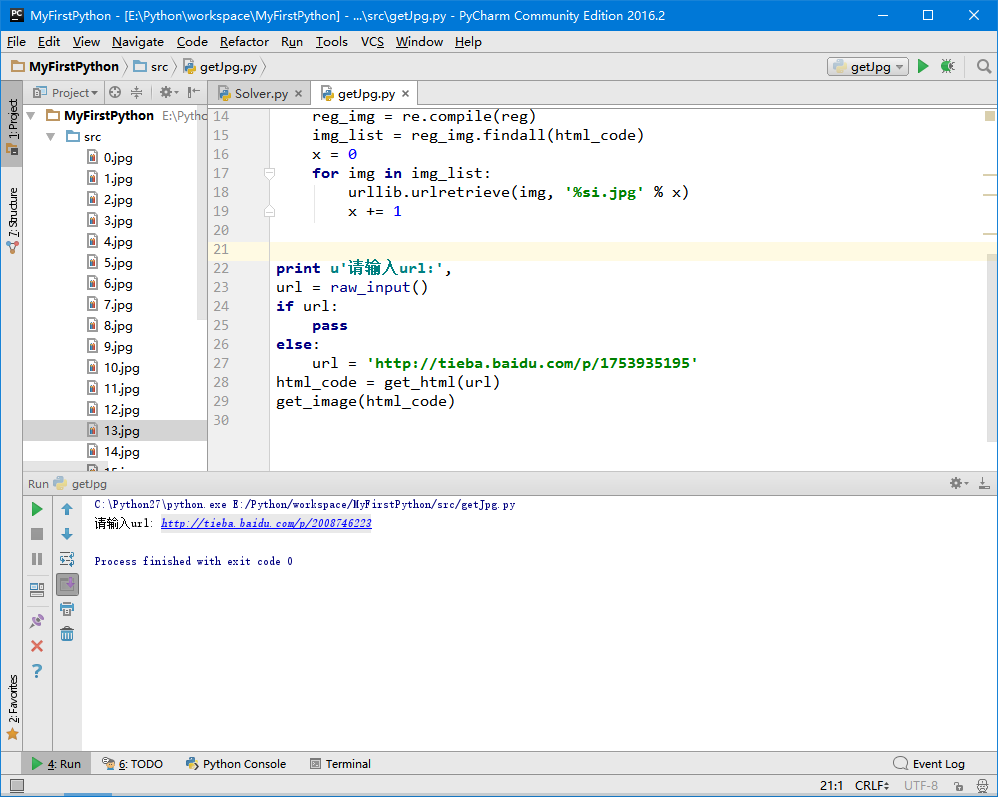 MyFirstPython - [E:\Python\workspace\MyFirstPython] - ...\src\getJpg.py - PyCharm Community Edition 2016.2
File Edit View Navigate Code Refactor Run Tools VCS Window Help
MyFirstPython src getJpg.py getJpg
Project Solver.py getJpg.py
1: Project
7: Structure
2: Favorites
MyFirstPython
src
0.jpg
1.jpg
2.jpg
3.jpg
4.jpg
5.jpg
6.jpg
7.jpg
8.jpg
9.jpg
10.jpg
11.jpg
12.jpg
13.jpg
14.jpg
14 reg_img = re.compile(reg)
15 img_list = reg_img.findall(html_code)
16 x = 0
17 for img in img_list:
18 urllib.urlretrieve(img, '%si.jpg' % x)
19 x += 1
20
21
22 print u'请输入url:',
23 url = raw_input()
24 if url:
25 pass
26 else:
27 url = 'http://tieba.baidu.com/p/1753935195'
28 html_code = get_html(url)
29 get_image(html_code)
30
Run getJpg
C:\Python27\python.exe E:/Python/workspace/MyFirstPython/src/getJpg.py
请输入url: http://tieba.baidu.com/p/2008746223
Process finished with exit code 0
4: Run 6: TODO Python Console Terminal Event Log
21:1 CRLF UTF-8